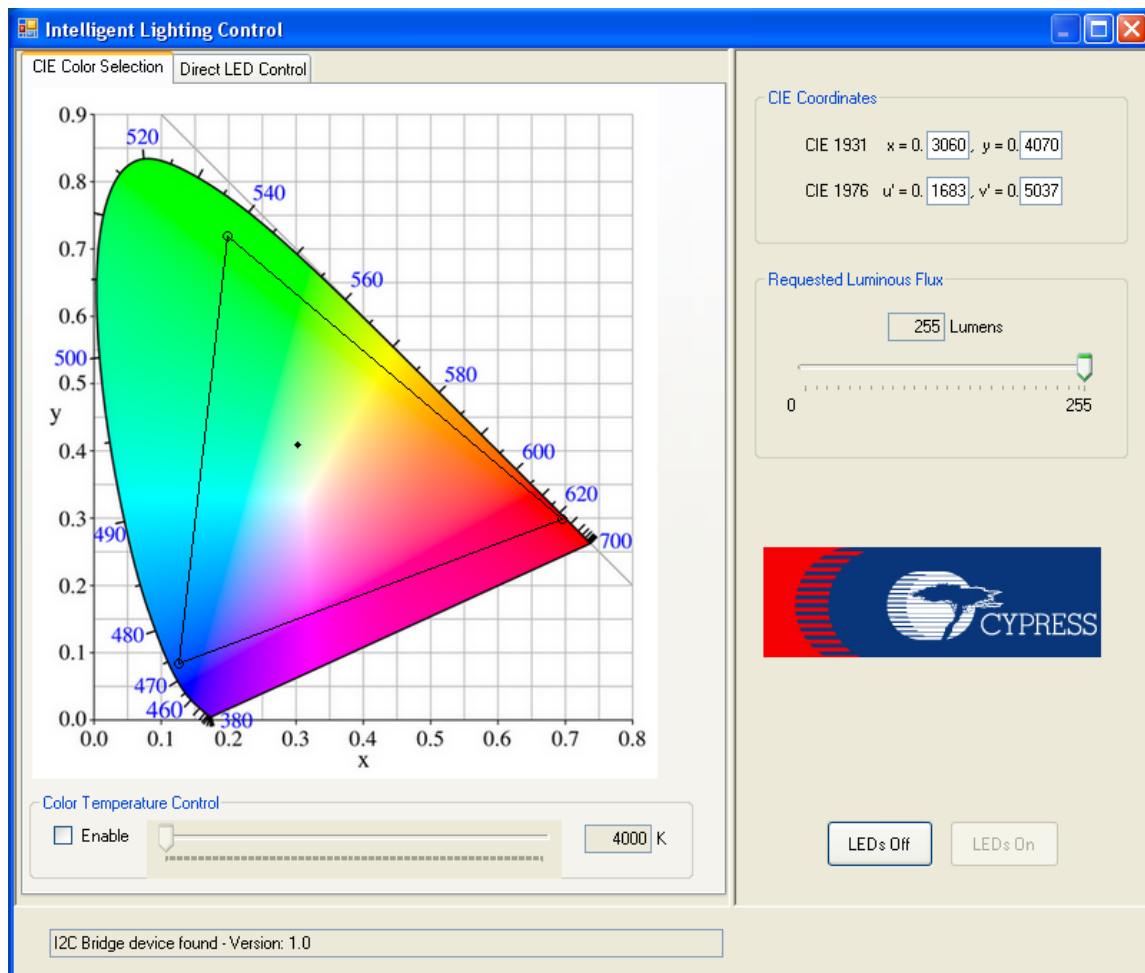 Intelligent Lighting Control
CIE Color Selection
Direct LED Control
0.9
0.8
0.7
0.6
0.5
0.4
0.3
0.2
0.1
0.0
y
0.0 0.1 0.2 0.3 0.4 0.5 0.6 0.7 0.8
x
520
540
560
580
600
620
700
500
490
480
470
460
380
Color Temperature Control
Enable
4000 K
CIE Coordinates
CIE 1931 x = 0. 3060 , y = 0. 4070
CIE 1976 u' = 0. 1683 , v' = 0. 5037
Requested Luminous Flux
255 Lumens
0 255
CYPRESS
LEDs Off
LEDs On
I2C Bridge device found - Version: 1.0